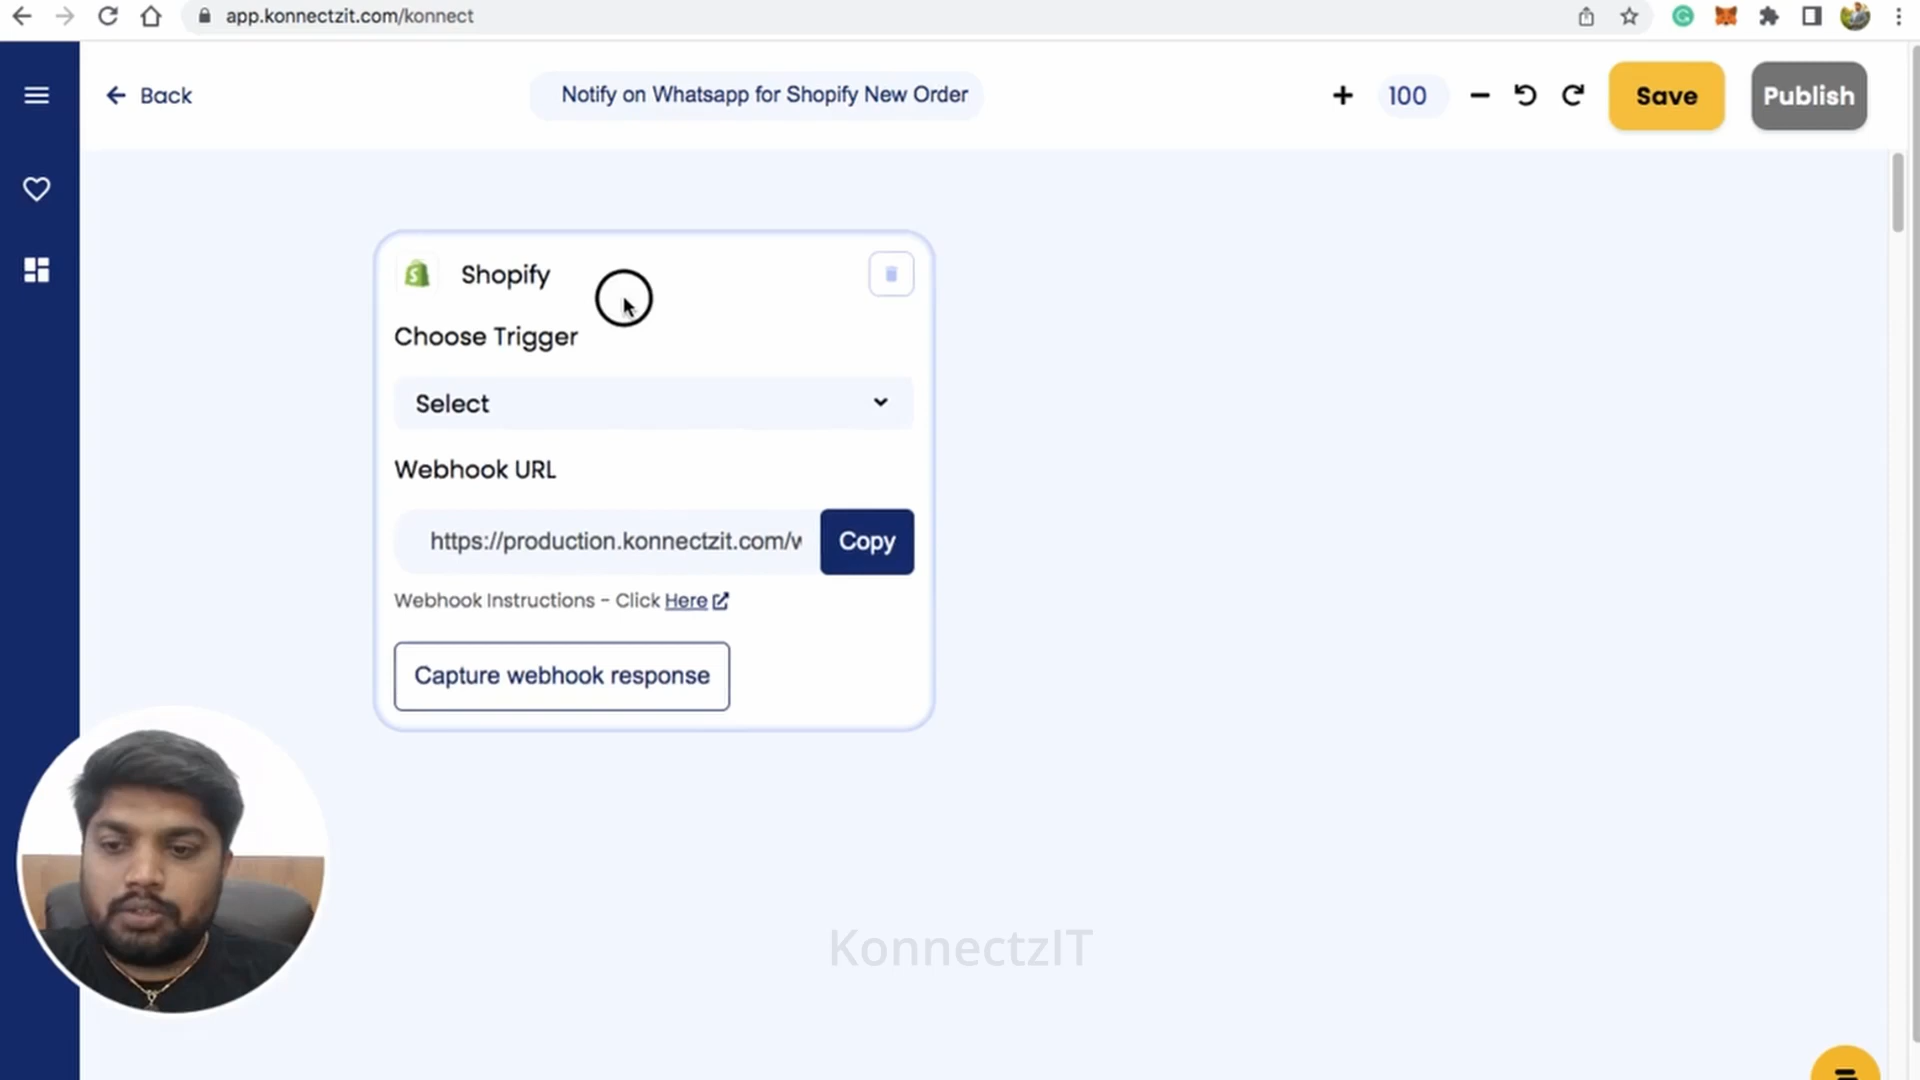 app.konnectzit.com/konnect
Back
Notify on Whatsapp for Shopify New Order
100
Save
Publish
Shopify
Choose Trigger
Select
Webhook URL
https://production.konnectzit.com/w
Copy
Webhook Instructions - Click Here
Capture webhook response
KonnectzIT